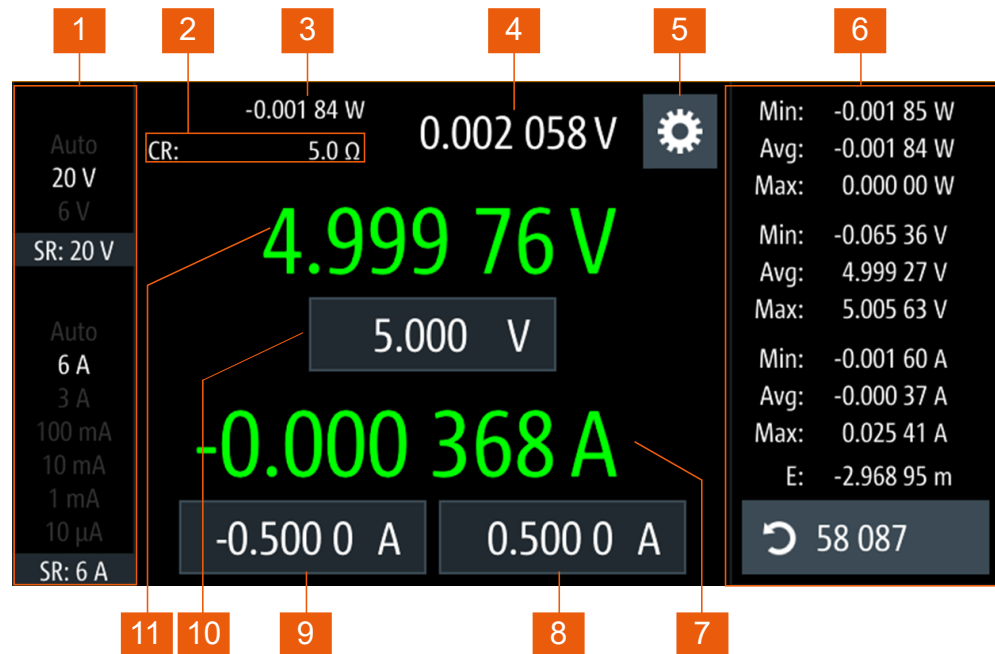 1 2 3 4 5 6
Auto
20 V
6 V
SR: 20 V
Auto
6 A
3 A
100 mA
10 mA
1 mA
10 µA
SR: 6 A
-0.001 84 W
CR: 5.0 Ω
0.002 058 V
4.999 76 V
5.000 V
-0.000 368 A
-0.500 0 A
0.500 0 A
Min: -0.001 85 W
Avg: -0.001 84 W
Max: 0.000 00 W
Min: -0.065 36 V
Avg: 4.999 27 V
Max: 5.005 63 V
Min: -0.001 60 A
Avg: -0.000 37 A
Max: 0.025 41 A
E: -2.968 95 m
58 087
11 10 9 8 7